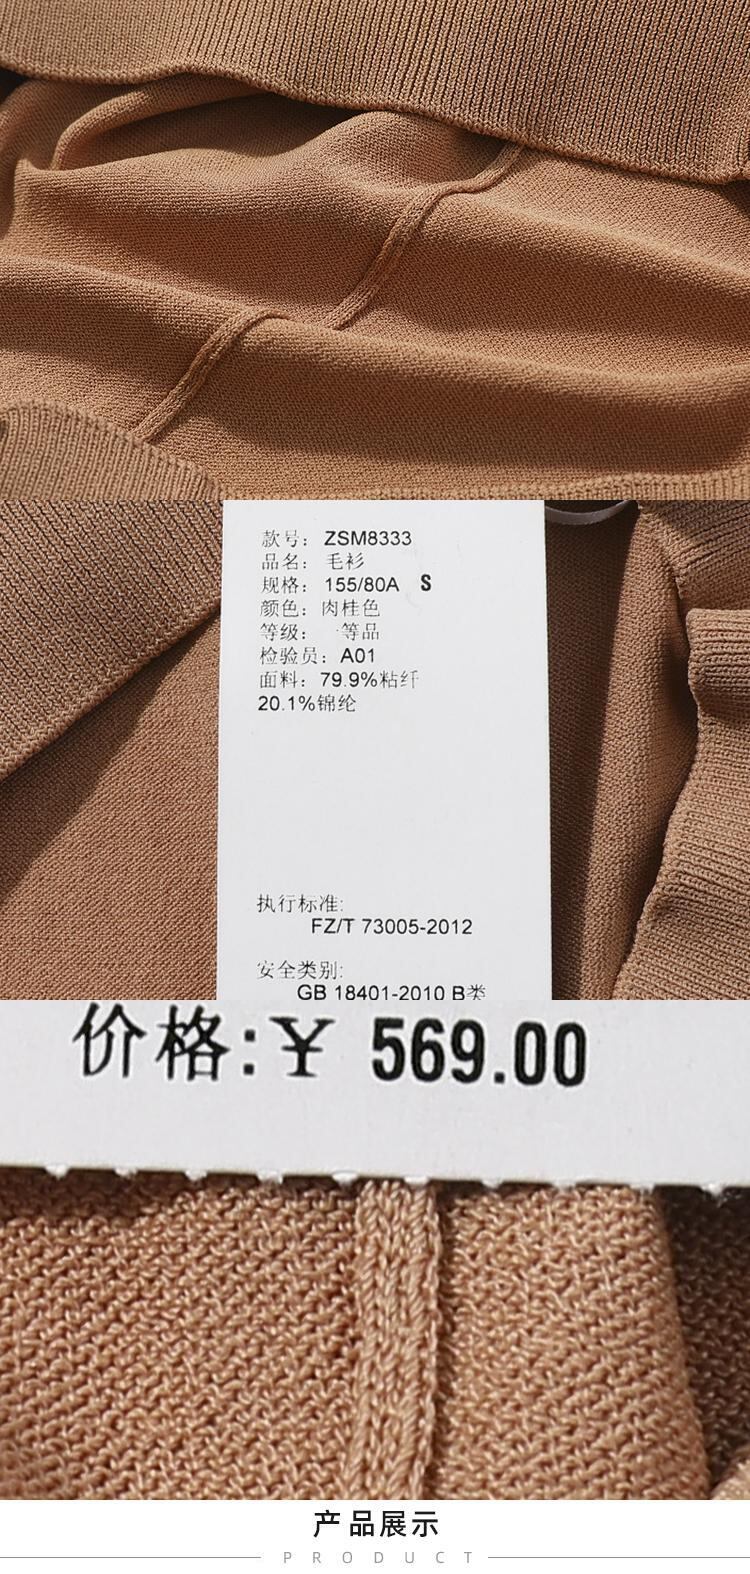 款号: ZSM8333
品名: 毛衫
规格: 155/80A S
颜色: 肉桂色
等级: 一等品
检验员: A01
面料: 79.9%粘纤
20.1%锦纶
执行标准:
FZ/T 73005-2012
安全类别:
GB 18401-2010 B类
价格:¥ 569.00
产品展示
PRODUCT